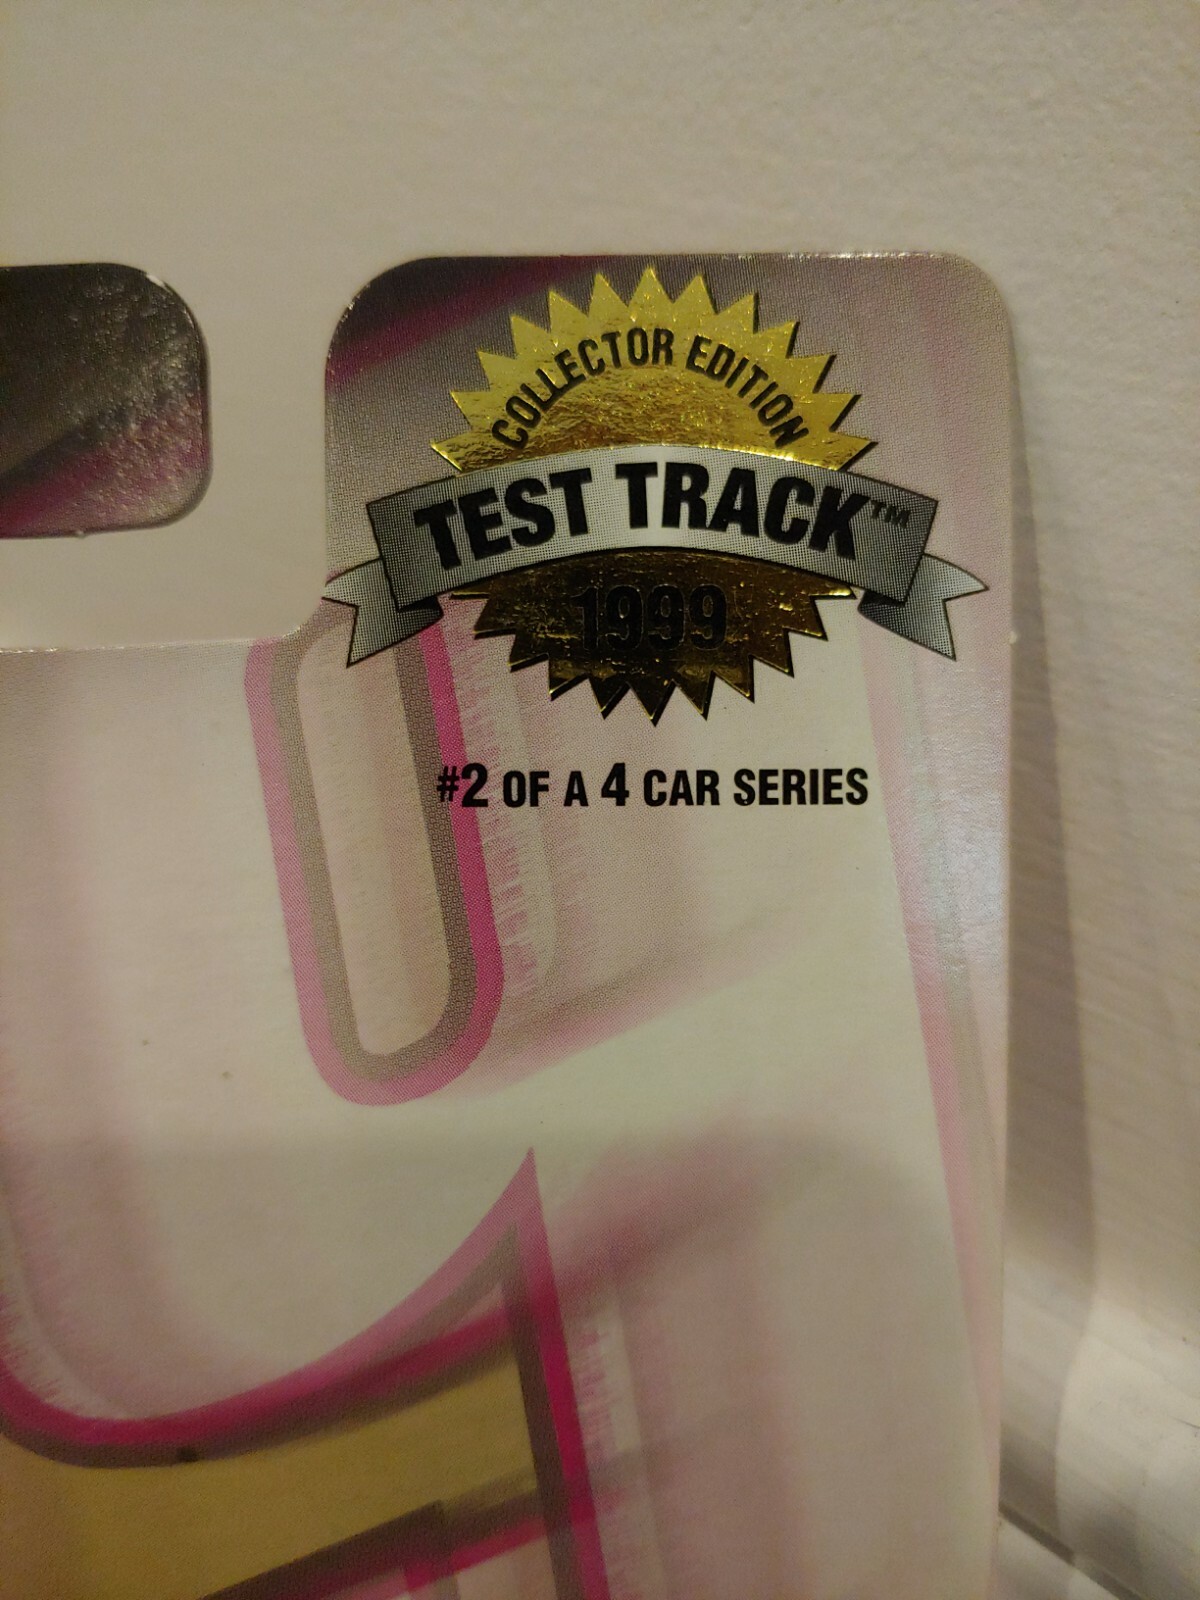 COLLECTOR EDITION
TEST TRACK™
1999
#2 OF A 4 CAR SERIES